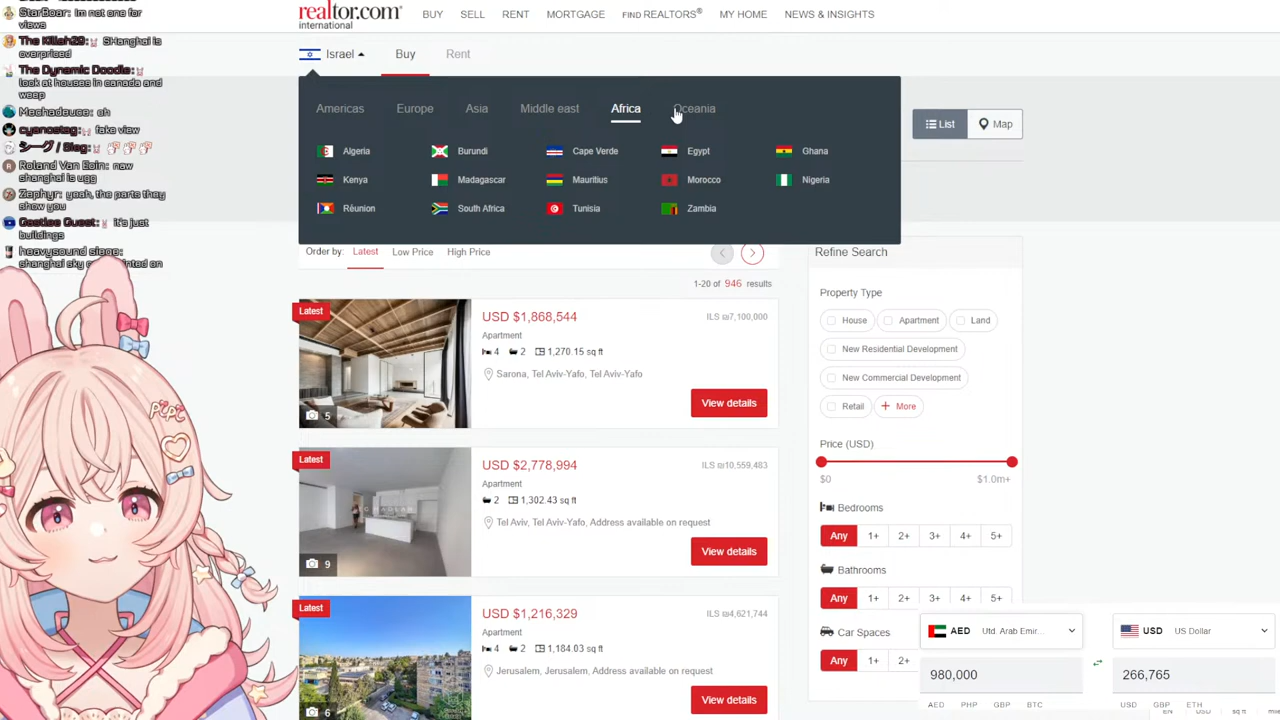 StarBoar: im not one for
views
The Killah29: SHanghai is
overpriced
The Dynamic Doodle:
look at houses in canada and
weep
Mechadeuce: oh
cyanostag: fake view
シーグ / Sieg:
Roland Van Eoin: new
shanghai is ugg
Zephyr: yeah, the parts they
show you
Gastlee Guest: it's just
buildings
heavysound siege:
shanghai sky
realtor.com
international
BUY
SELL
RENT
MORTGAGE
FIND REALTORS®
MY HOME
NEWS & INSIGHTS
Israel
Buy
Rent
Americas
Europe
Asia
Middle east
Africa
Oceania
Algeria
Burundi
Cape Verde
Egypt
Ghana
Kenya
Madagascar
Mauritius
Morocco
Nigeria
Réunion
South Africa
Tunisia
Zambia
List
Map
Order by:
Latest
Low Price
High Price
1-20 of 946 results
Latest
5
USD $1,868,544
ILS ₪7,100,000
Apartment
4 2 1,270.15 sq ft
Sarona, Tel Aviv-Yafo, Tel Aviv-Yafo
View details
Latest
9
USD $2,778,994
ILS ₪10,559,483
Apartment
2 1,302.43 sq ft
Tel Aviv, Tel Aviv-Yafo, Address available on request
View details
Latest
6
USD $1,216,329
ILS ₪4,621,744
Apartment
4 2 1,184.03 sq ft
Jerusalem, Jerusalem, Address available on request
View details
Refine Search
Property Type
House
Apartment
Land
New Residential Development
New Commercial Development
Retail
+ More
Price (USD)
$0
$1.0m+
Bedrooms
Any 1+ 2+ 3+ 4+ 5+
Bathrooms
Any 1+ 2+ 3+ 4+ 5+
Car Spaces
Any 1+ 2+
AED Utd. Arab Emir...
USD US Dollar
980,000
266,765
AED PHP GBP BTC
USD GBP ETH
PiPi